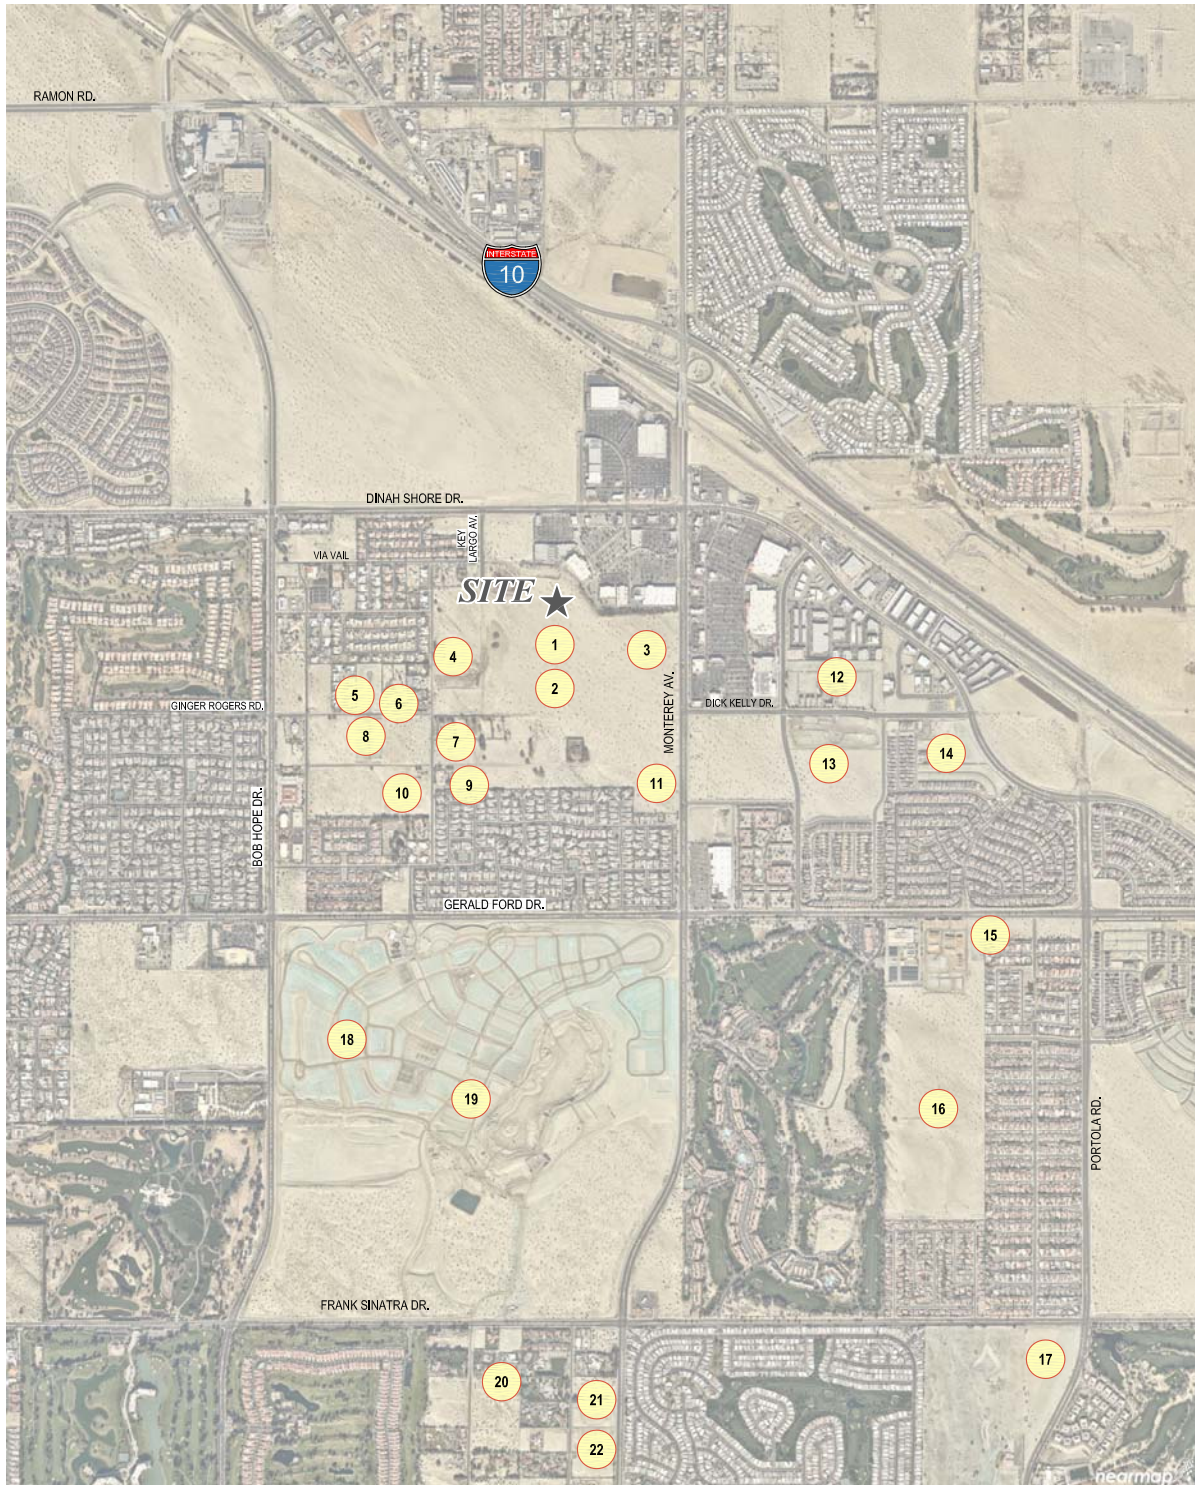 RAMON RD.
INTERSTATE
10
DINAH SHORE DR.
KEY
LARGO AV.
VIA VAIL
SITE
1
3
4
12
2
5
6
GINGER ROGERS RD.
DICK KELLY DR.
MONTEREY AV.
8
7
14
13
9
11
10
BOB HOPE DR.
GERALD FORD DR.
15
18
19
16
PORTOLA RD.
FRANK SINATRA DR.
17
20
21
22
nearmap